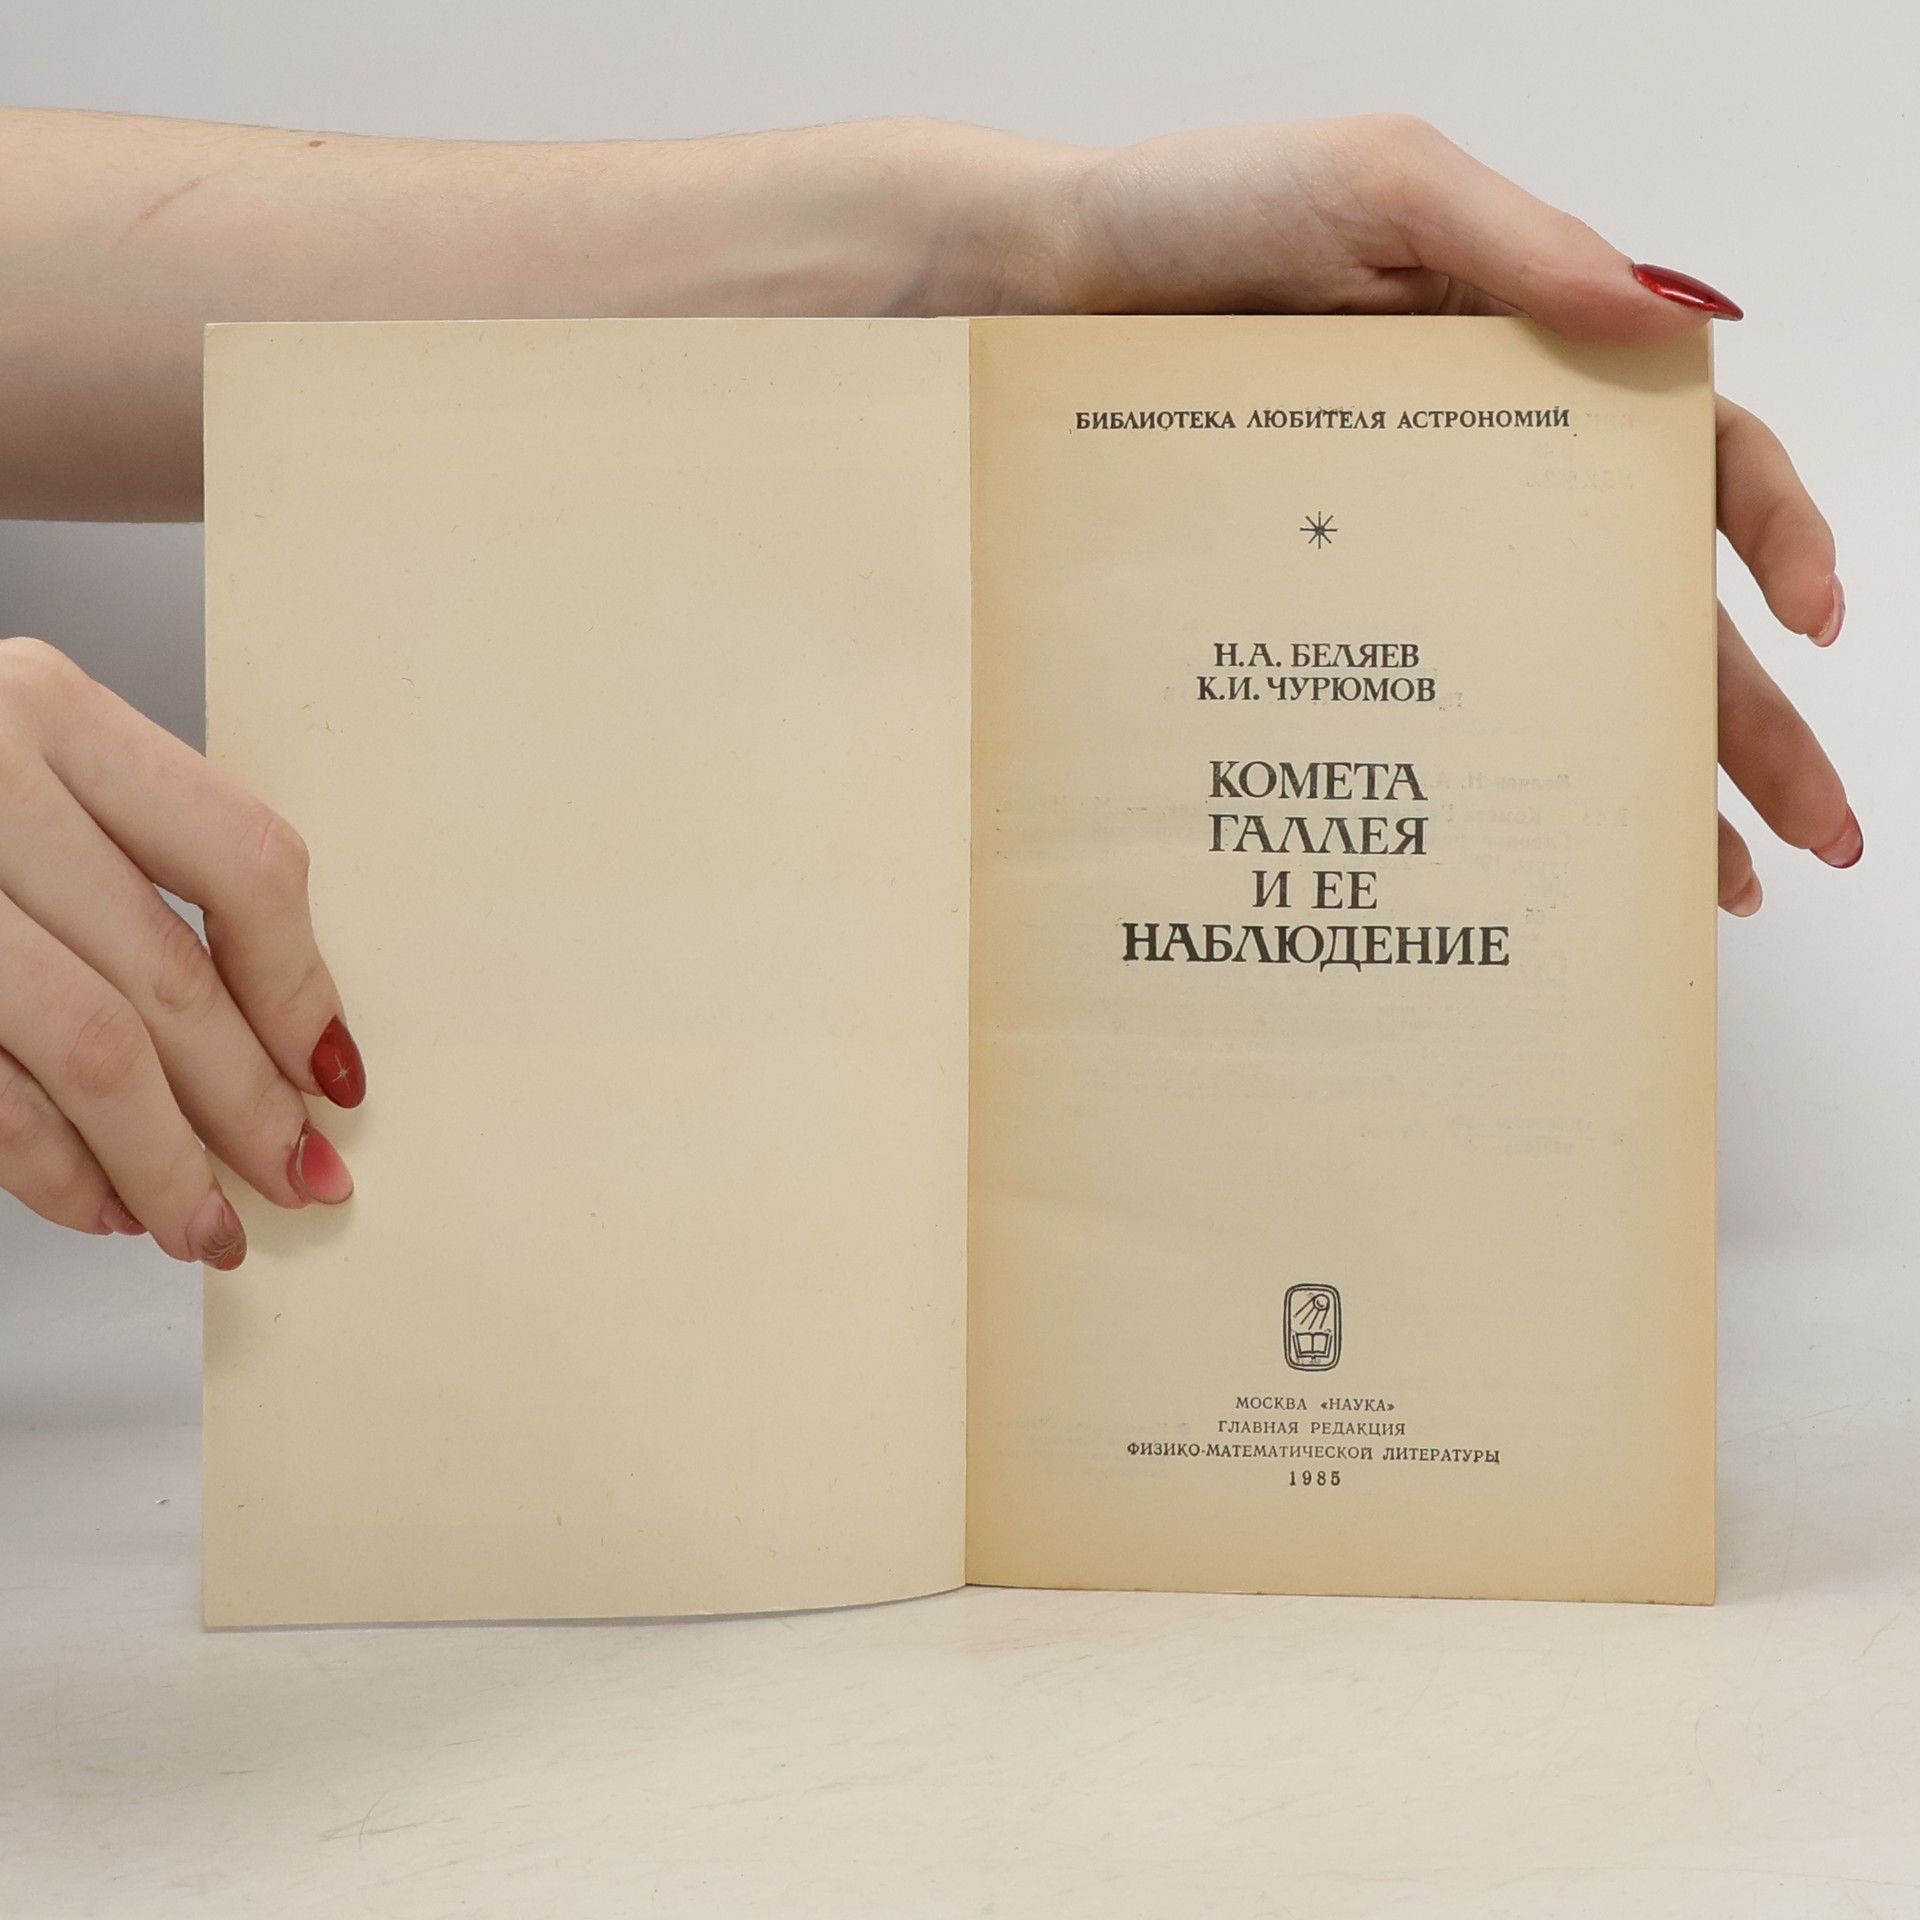 БИБЛИОТЕКА ЛЮБИТЕЛЯ АСТРОНОМИИ
Н. А. БЕЛЯЕВ
К. И. ЧУРЮМОВ
КОМЕТА
ГАЛЛЕЯ
И ЕЕ
НАБЛЮДЕНИЕ
МОСКВА «НАУКА»
ГЛАВНАЯ РЕДАКЦИЯ
ФИЗИКО-МАТЕМАТИЧЕСКОЙ ЛИТЕРАТУРЫ
1985